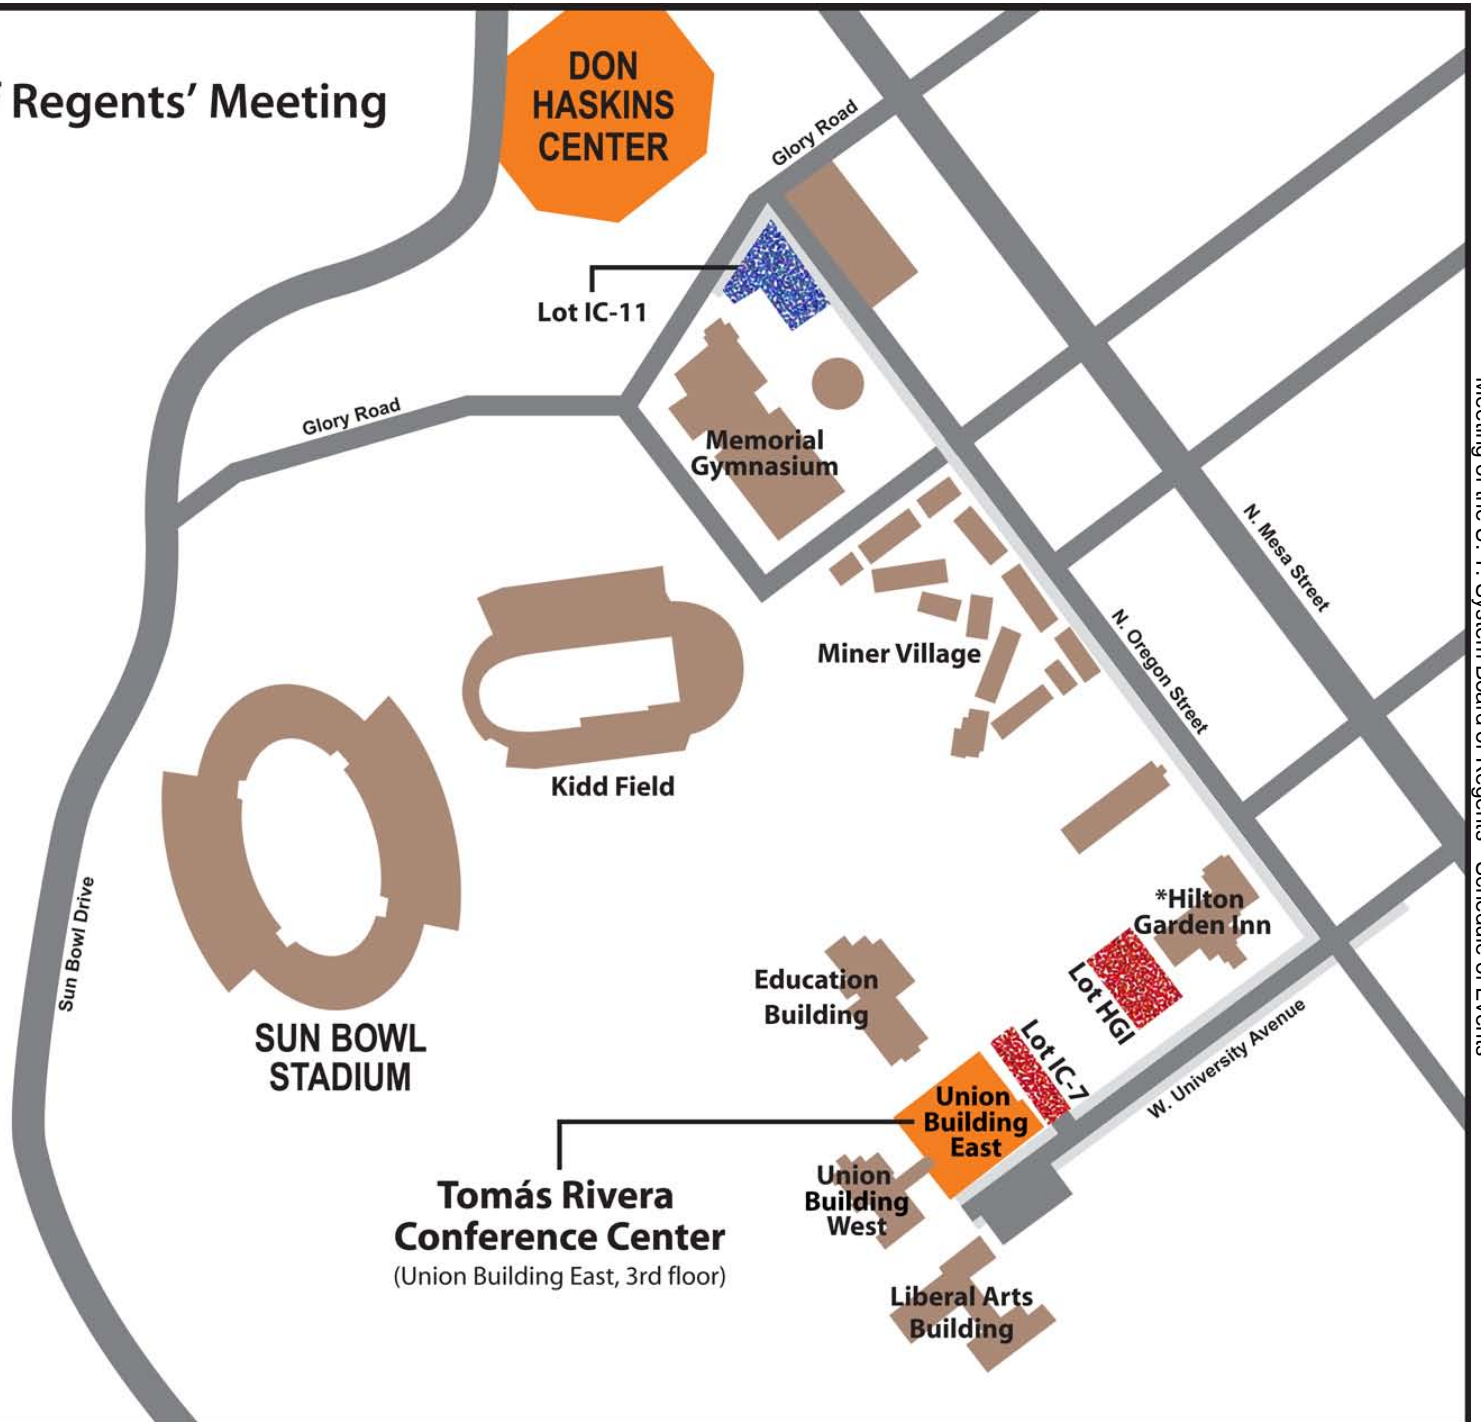 Regents’ Meeting
DON
HASKINS
CENTER
Glory Road
Lot IC-11
Glory Road
Memorial
Gymnasium
N. Mesa Street
N. Oregon Street
Miner Village
Kidd Field
Sun Bowl Drive
*Hilton
Garden Inn
Education
Building
Lot HGI
SUN BOWL
STADIUM
Lot IC-7
W. University Avenue
Union
Building
East
Tomás Rivera
Conference Center
(Union Building East, 3rd floor)
Union
Building
West
Liberal Arts
Building